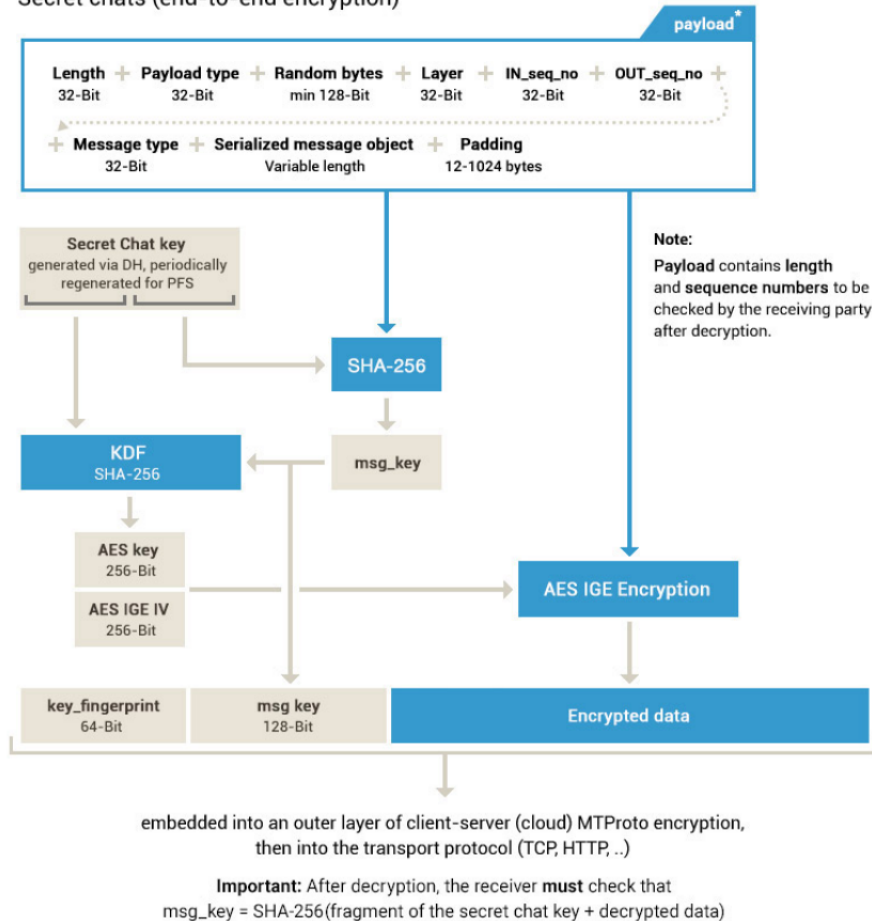 Secret chats (end-to-end encryption)
payload*
Length + Payload type + Random bytes + Layer + IN_seq_no + OUT_seq_no +
32-Bit 32-Bit min 128-Bit 32-Bit 32-Bit 32-Bit
+ Message type + Serialized message object + Padding
32-Bit Variable length 12-1024 bytes
Secret Chat key
generated via DH, periodically
regenerated for PFS
Note:
Payload contains length
and sequence numbers to be
checked by the receiving party
after decryption.
SHA-256
KDF
SHA-256
msg_key
AES key
256-Bit
AES IGE IV
256-Bit
AES IGE Encryption
key_fingerprint
64-Bit
msg key
128-Bit
Encrypted data
embedded into an outer layer of client-server (cloud) MTProto encryption,
then into the transport protocol (TCP, HTTP, ..)
Important: After decryption, the receiver must check that
msg_key = SHA-256(fragment of the secret chat key + decrypted data)